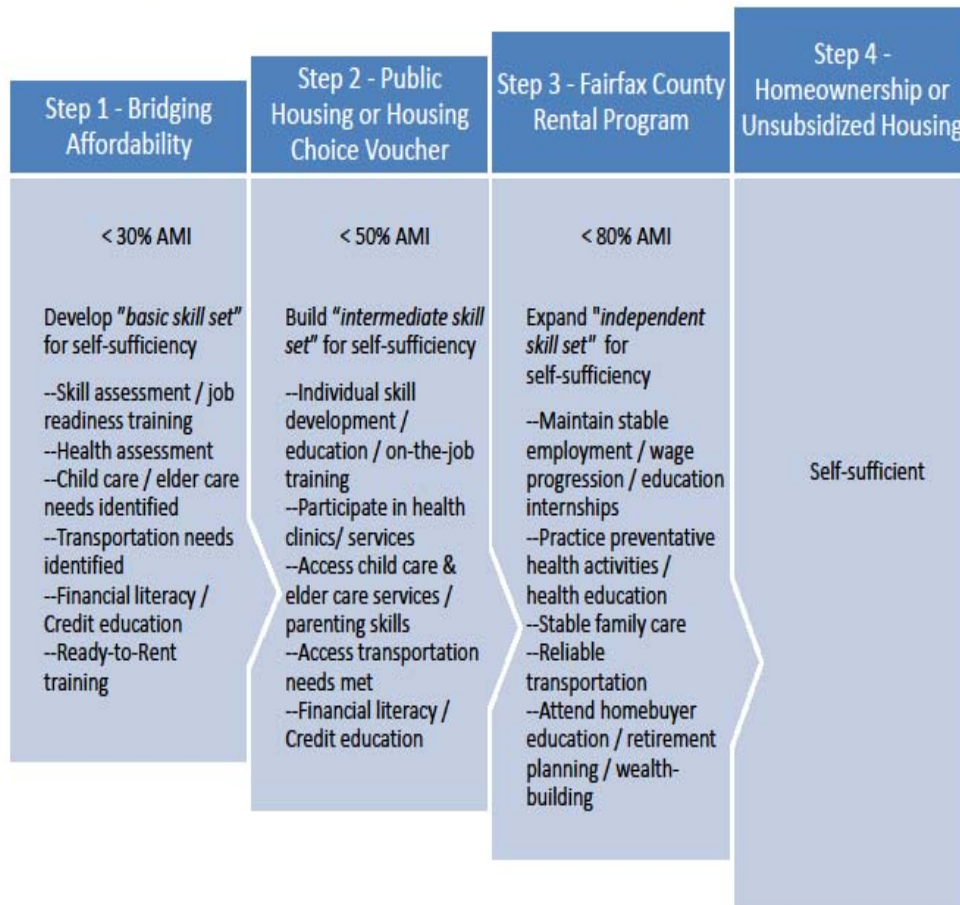 Step 1 - Bridging
Affordability
< 30% AMI
Develop "basic skill set"
for self-sufficiency
--Skill assessment / job
readiness training
--Health assessment
--Child care / elder care
needs identified
--Transportation needs
identified
--Financial literacy /
Credit education
--Ready-to-Rent
training
Step 2 - Public
Housing or Housing
Choice Voucher
< 50% AMI
Build "intermediate skill
set" for self-sufficiency
--Individual skill
development /
education / on-the-job
training
--Participate in health
clinics/ services
--Access child care &
elder care services /
parenting skills
--Access transportation
needs met
--Financial literacy /
Credit education
Step 3 - Fairfax County
Rental Program
< 80% AMI
Expand "independent
skill set" for
self-sufficiency
--Maintain stable
employment / wage
progression / education
internships
--Practice preventative
health activities /
health education
--Stable family care
--Reliable
transportation
--Attend homebuyer
education / retirement
planning / wealth-
building
Step 4 -
Homeownership or
Unsubsidized Housing
Self-sufficient